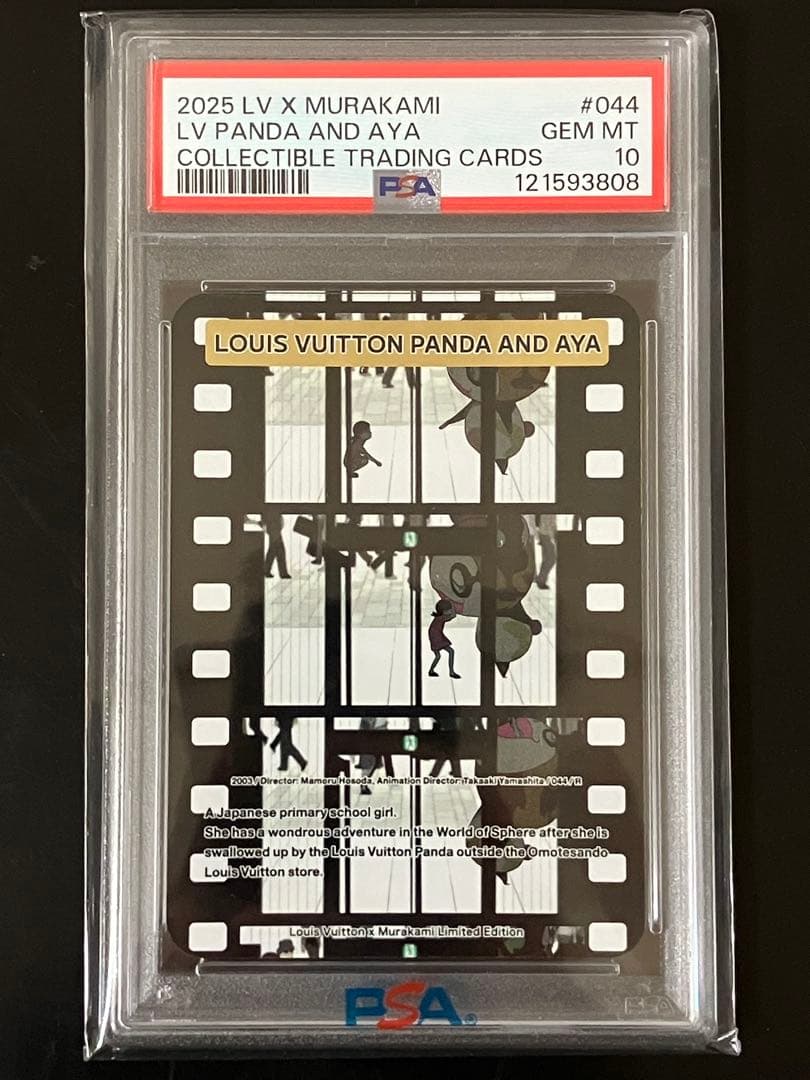 2025 LV X MURAKAMI #044
LV PANDA AND AYA GEM MT
COLLECTIBLE TRADING CARDS 10
PSA 121593808
LOUIS VUITTON PANDA AND AYA
2003 / Director: Mamoru Hosoda, Animation Director: Takaaki Yamashita / 044 / R
A Japanese primary school girl.
She has a wondrous adventure in the World of Sphere after she is
swallowed up by the Louis Vuitton Panda outside the Omotesando
Louis Vuitton store.
Louis Vuitton x Murakami Limited Edition
PSA
PSA